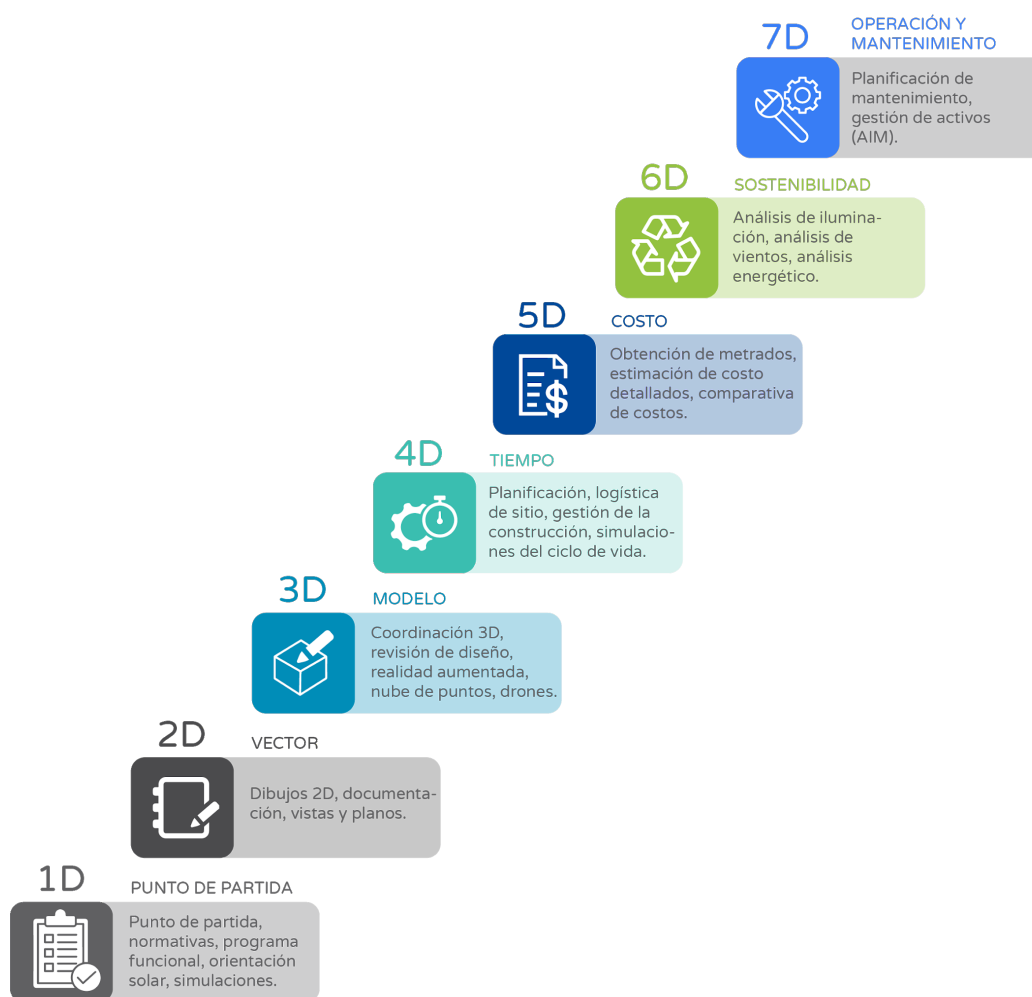 7D
OPERACIÓN Y
MANTENIMIENTO
Planificación de
mantenimiento,
gestión de activos
(AIM).
6D
SOSTENIBILIDAD
Análisis de ilumina-
ción, análisis de
vientos, análisis
energético.
5D
COSTO
Obtención de metrados,
estimación de costo
detallados, comparativa
de costos.
4D
TIEMPO
Planificación, logística
de sitio, gestión de la
construcción, simulacio-
nes del ciclo de vida.
3D
MODELO
Coordinación 3D,
revisión de diseño,
realidad aumentada,
nube de puntos, drones.
2D
VECTOR
Dibujos 2D, documenta-
ción, vistas y planos.
1D
PUNTO DE PARTIDA
Punto de partida,
normativas, programa
funcional, orientación
solar, simulaciones.